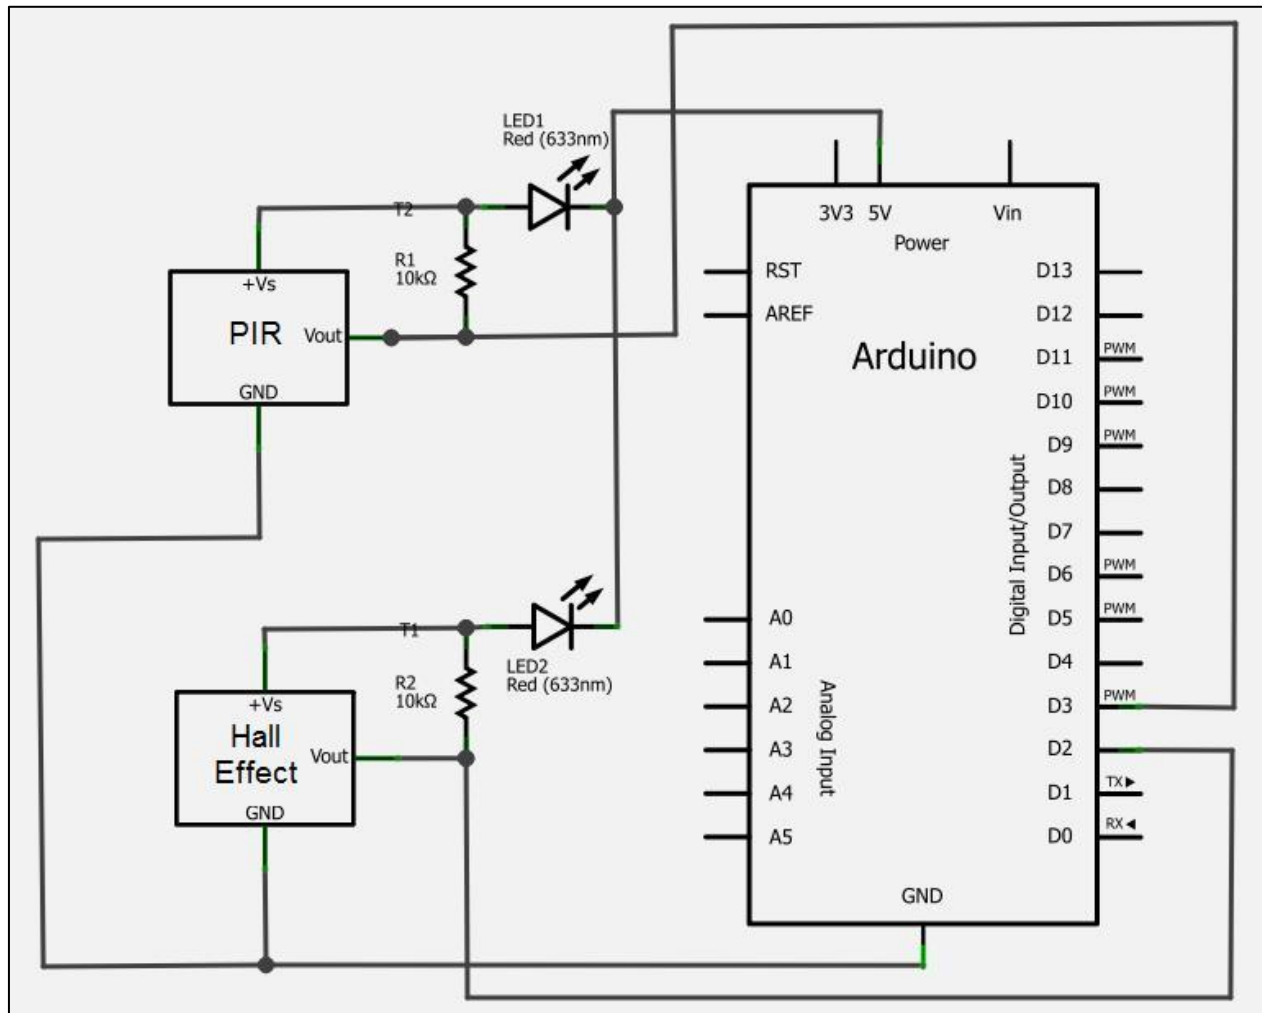 LED1
Red (633nm)
T2
R1
10kΩ
+Vs
PIR
Vout
GND
T1
LED2
Red (633nm)
R2
10kΩ
+Vs
Hall
Effect
Vout
GND
3V3 5V Vin
Power
RST
AREF
Arduino
A0
A1
A2
A3
A4
A5
Analog Input
Digital Input/Output
D13
D12
D11 PWM
D10 PWM
D9 PWM
D8
D7
D6 PWM
D5 PWM
D4
D3 PWM
D2
D1 TX▶
D0 RX◀
GND